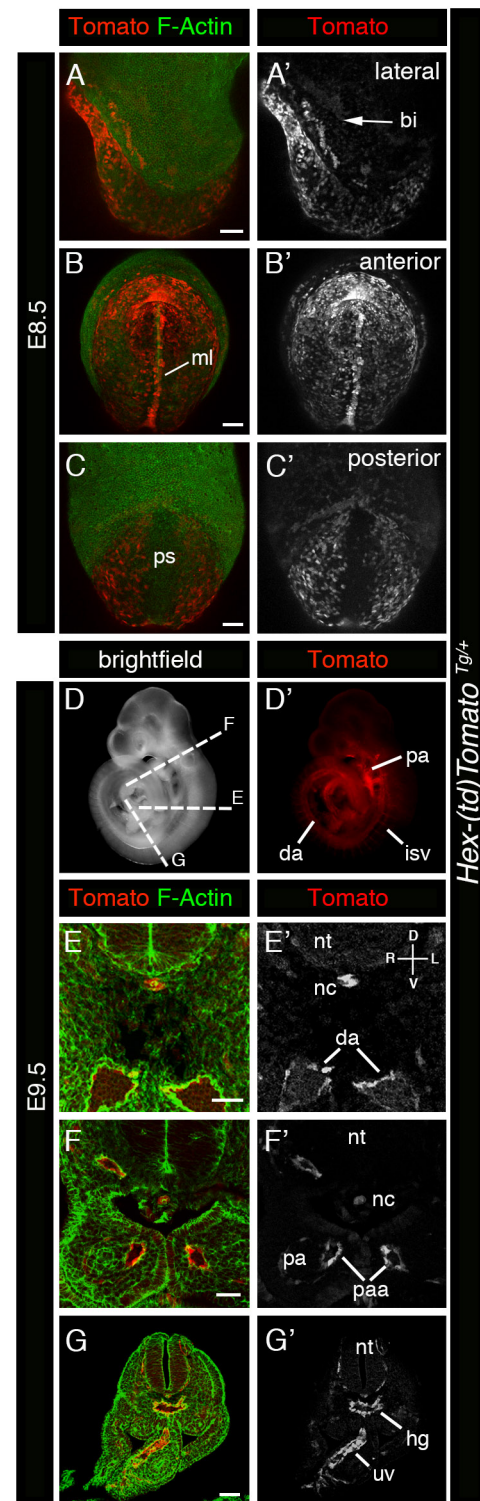 Tomato F-Actin
Tomato
E8.5
A
A'
lateral
bi
B
ml
B'
anterior
C
ps
C'
posterior
brightfield
Tomato
Hex-(td)Tomato Tg/+
E9.5
D
F
E
G
D'
pa
da
isv
Tomato F-Actin
Tomato
E
E'
nt
D
R
L
V
nc
da
F
F'
nt
nc
pa
paa
G
G'
nt
hg
uv